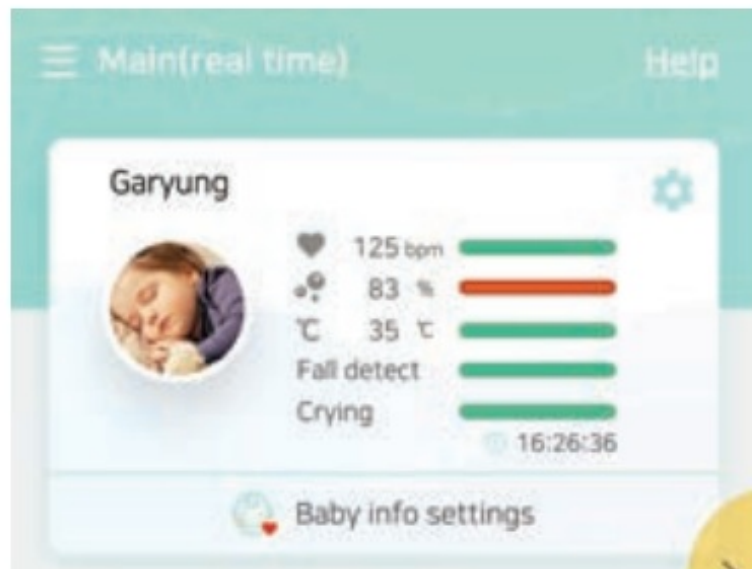 Main(real time) Help
Garyung
125 bpm
83 %
℃ 35 ℃
Fall detect
Crying
16:26:36
Baby info settings